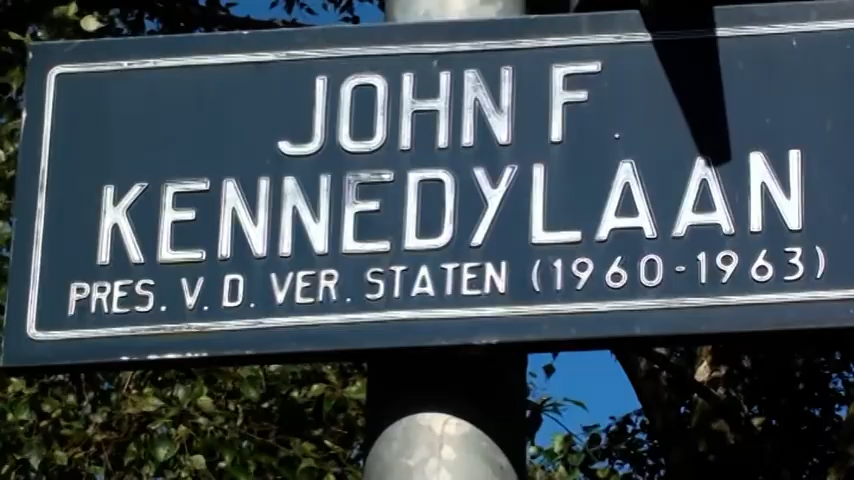 JOHN F.
KENNEDYLAAN
PRES. V. D. VER. STATEN (1960-1963)